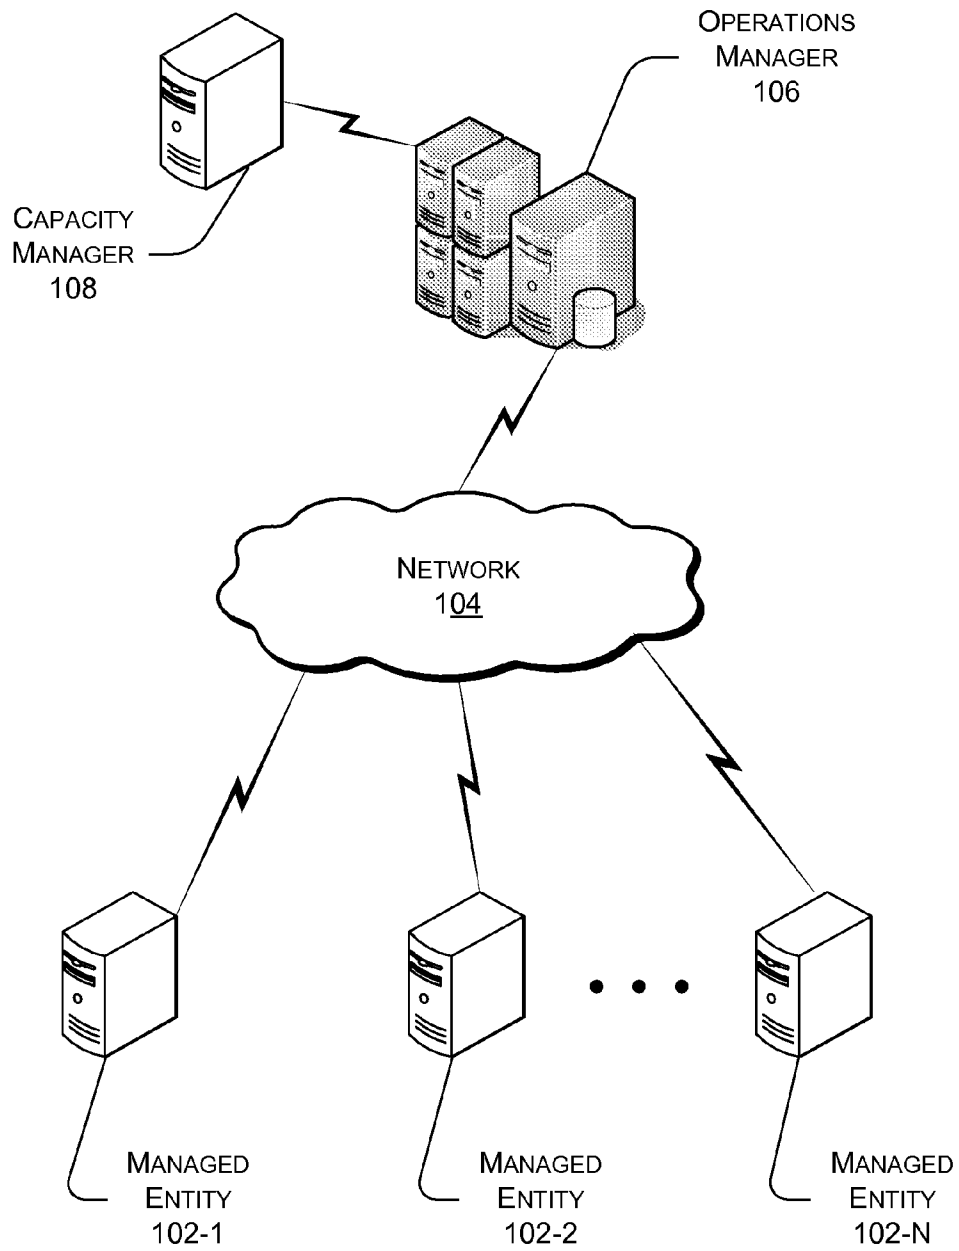 OPERATIONS
MANAGER
106
CAPACITY
MANAGER
108
NETWORK
104
MANAGED
ENTITY
102-1
MANAGED
ENTITY
102-2
MANAGED
ENTITY
102-N